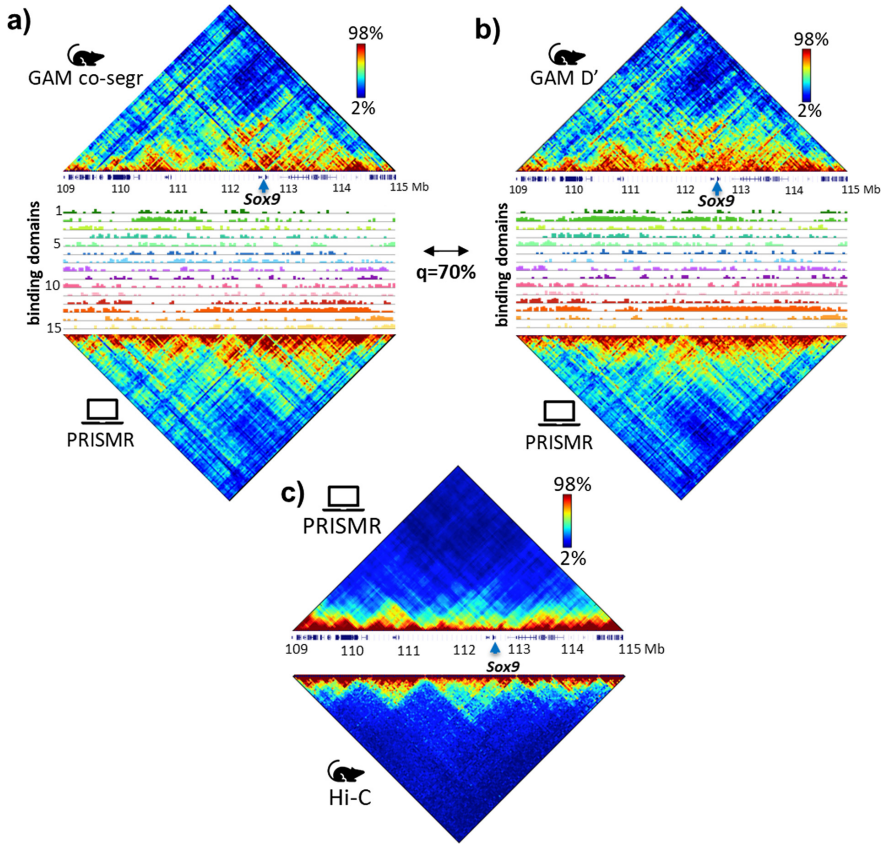 a)
GAM co-segr
98%
2%
109 110 111 112 113 114 115 Mb
Sox9
binding domains
1
5
10
15
PRISMR
q=70%
b)
GAM D’
98%
2%
109 110 111 112 113 114 115 Mb
Sox9
binding domains
PRISMR
c)
PRISMR
98%
2%
109 110 111 112 113 114 115 Mb
Sox9
Hi-C